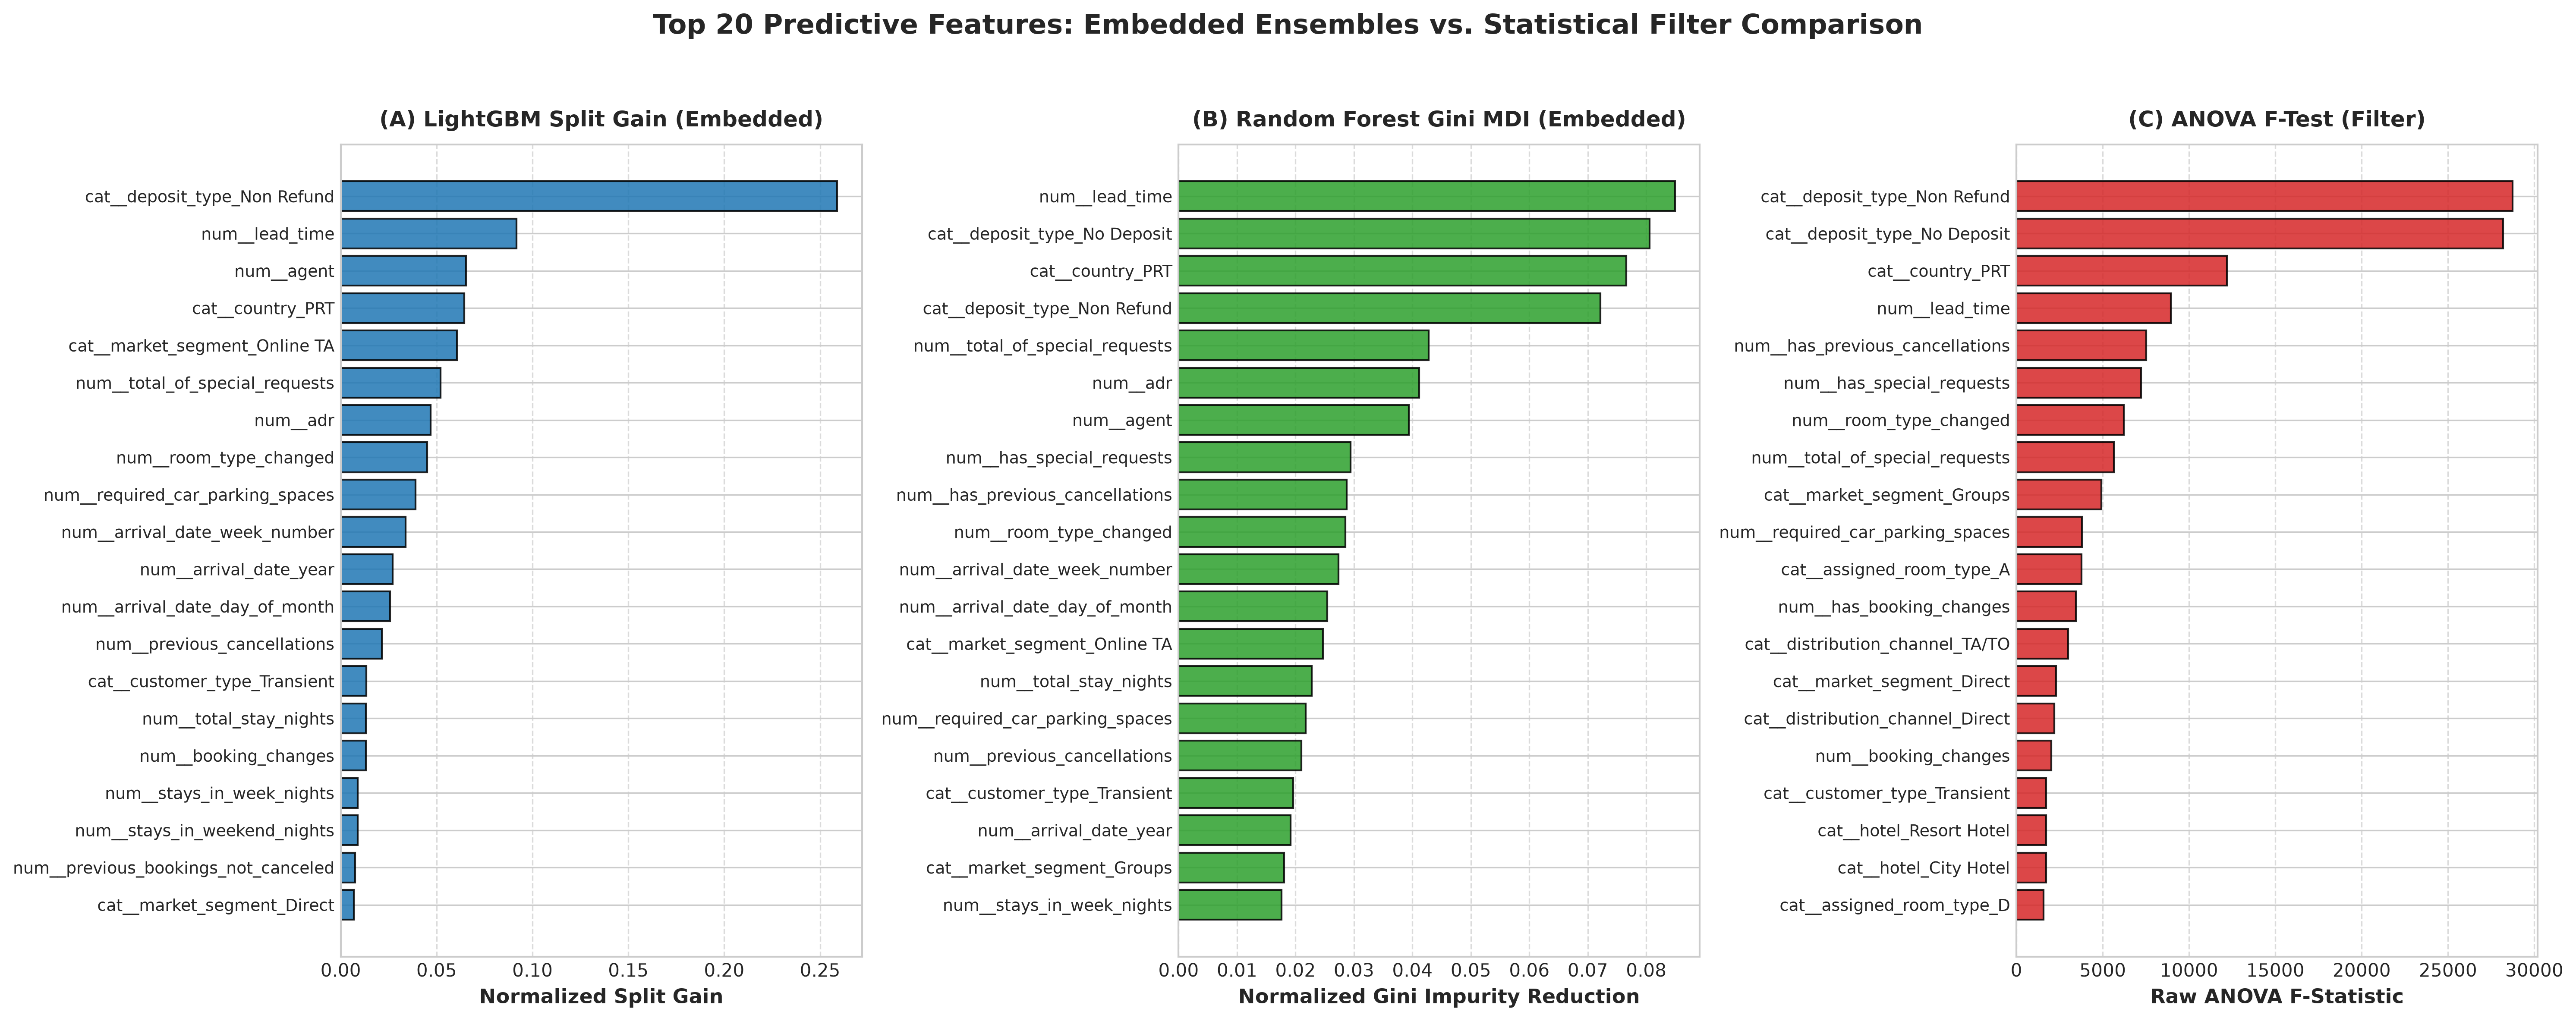 Top 20 Predictive Features: Embedded Ensembles vs. Statistical Filter Comparison
(A) LightGBM Split Gain (Embedded)
cat__deposit_type_Non Refund
num__lead_time
num__agent
cat__country_PRT
cat__market_segment_Online TA
num__total_of_special_requests
num__adr
num__room_type_changed
num__required_car_parking_spaces
num__arrival_date_week_number
num__arrival_date_year
num__arrival_date_day_of_month
num__previous_cancellations
cat__customer_type_Transient
num__total_stay_nights
num__booking_changes
num__stays_in_week_nights
num__stays_in_weekend_nights
num__previous_bookings_not_canceled
cat__market_segment_Direct
0.00 0.05 0.10 0.15 0.20 0.25
Normalized Split Gain
(B) Random Forest Gini MDI (Embedded)
num__lead_time
cat__deposit_type_No Deposit
cat__country_PRT
cat__deposit_type_Non Refund
num__total_of_special_requests
num__adr
num__agent
num__has_special_requests
num__has_previous_cancellations
num__room_type_changed
num__arrival_date_week_number
num__arrival_date_day_of_month
cat__market_segment_Online TA
num__total_stay_nights
num__required_car_parking_spaces
num__previous_cancellations
cat__customer_type_Transient
num__arrival_date_year
cat__market_segment_Groups
num__stays_in_week_nights
0.00 0.01 0.02 0.03 0.04 0.05 0.06 0.07 0.08
Normalized Gini Impurity Reduction
(C) ANOVA F-Test (Filter)
cat__deposit_type_Non Refund
cat__deposit_type_No Deposit
cat__country_PRT
num__lead_time
num__has_previous_cancellations
num__has_special_requests
num__room_type_changed
num__total_of_special_requests
cat__market_segment_Groups
num__required_car_parking_spaces
cat__assigned_room_type_A
num__has_booking_changes
cat__distribution_channel_TA/TO
cat__market_segment_Direct
cat__distribution_channel_Direct
num__booking_changes
cat__customer_type_Transient
cat__hotel_Resort Hotel
cat__hotel_City Hotel
cat__assigned_room_type_D
0 5000 10000 15000 20000 25000 30000
Raw ANOVA F-Statistic